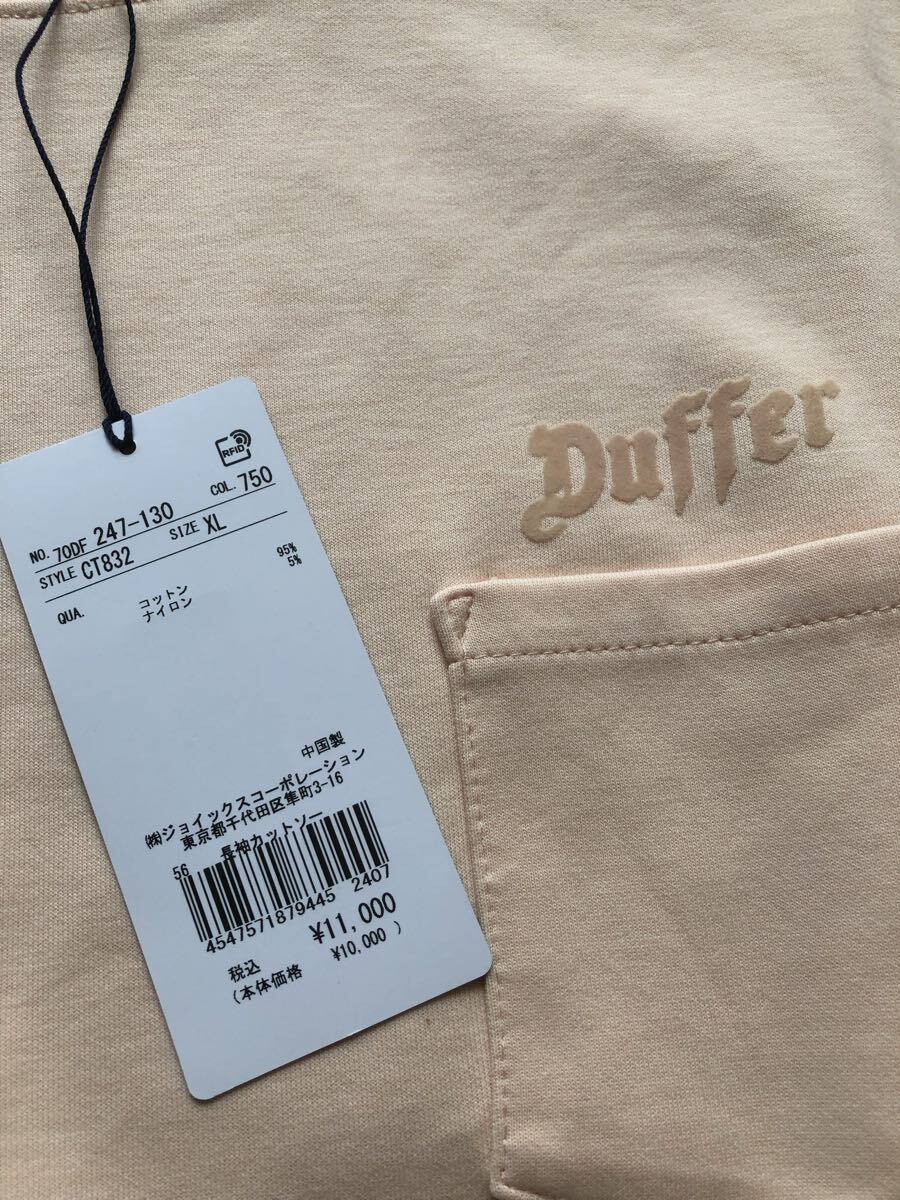 RFID
NO. 70DF 247-130 COL. 750
STYLE CT832 SIZE XL
QUA. コットン 95%
ナイロン 5%
中国製
㈱ジョイックスコーポレーション
東京都千代田区隼町3-16
長袖カットソー
56
4547571879445 2407
¥11,000
税込
(本体価格 ¥10,000 )
Duffer